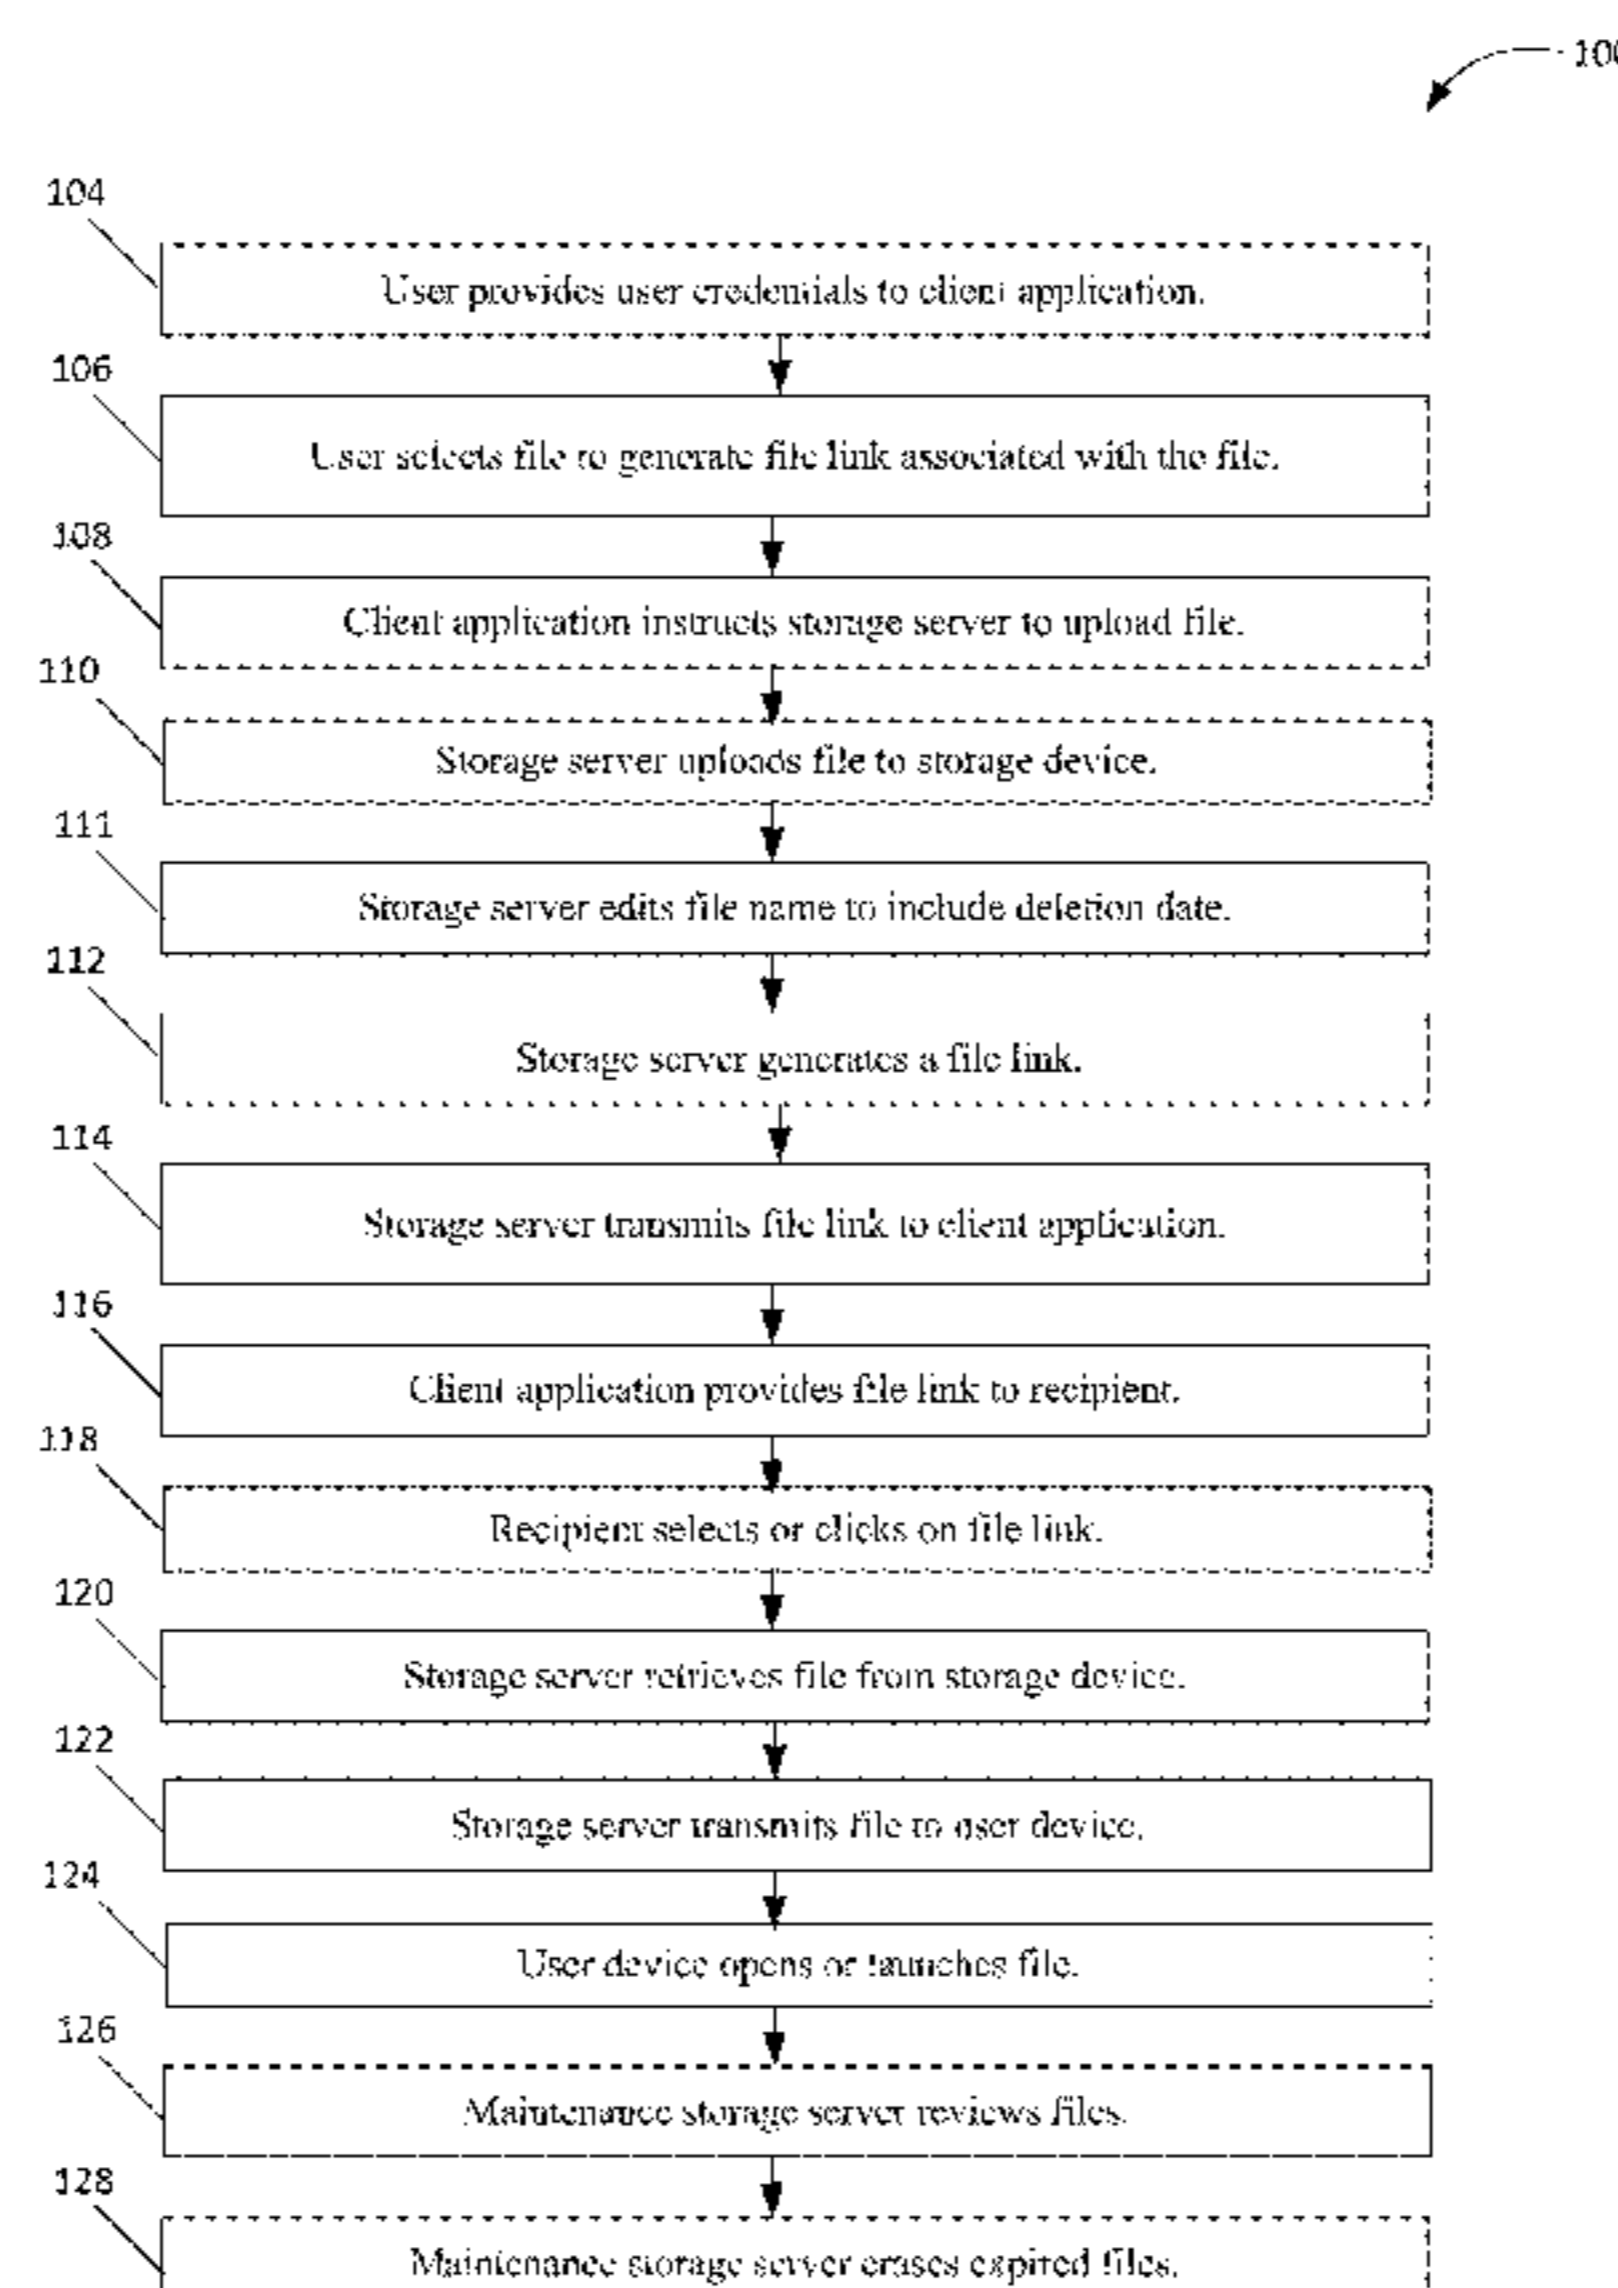 104
User provides user credentials to client application.
106
User selects file to generate file link associated with the file.
108
Client application instructs storage server to upload file.
110
Storage server uploads file to storage device.
111
Storage server edits file name to include deletion date.
112
Storage server generates a file link.
114
Storage server transmits file link to client application.
116
Client application provides file link to recipient.
118
Recipient selects or clicks on file link.
120
Storage server retrieves file from storage device.
122
Storage server transmits file to user device.
124
User device opens or launches file.
126
Maintenance storage server reviews files.
128
Maintenance storage server erases expired files.